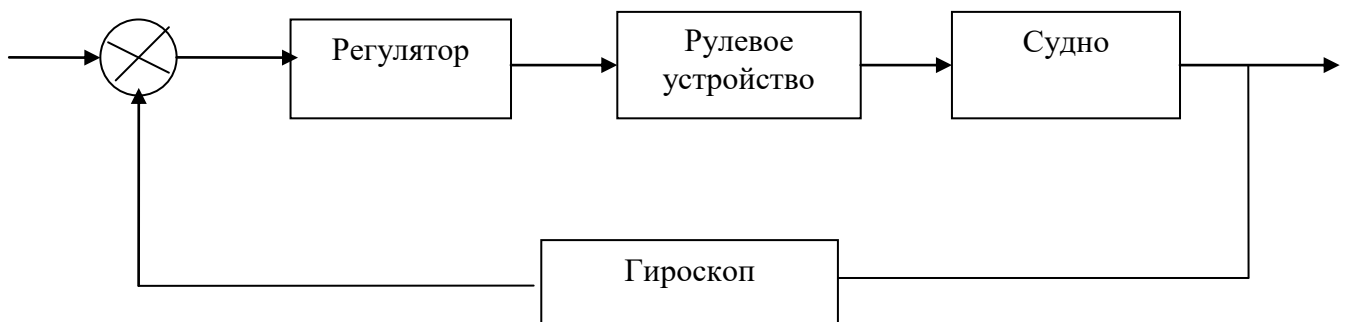 Регулятор
Рулевое
устройство
Судно
Гироскоп